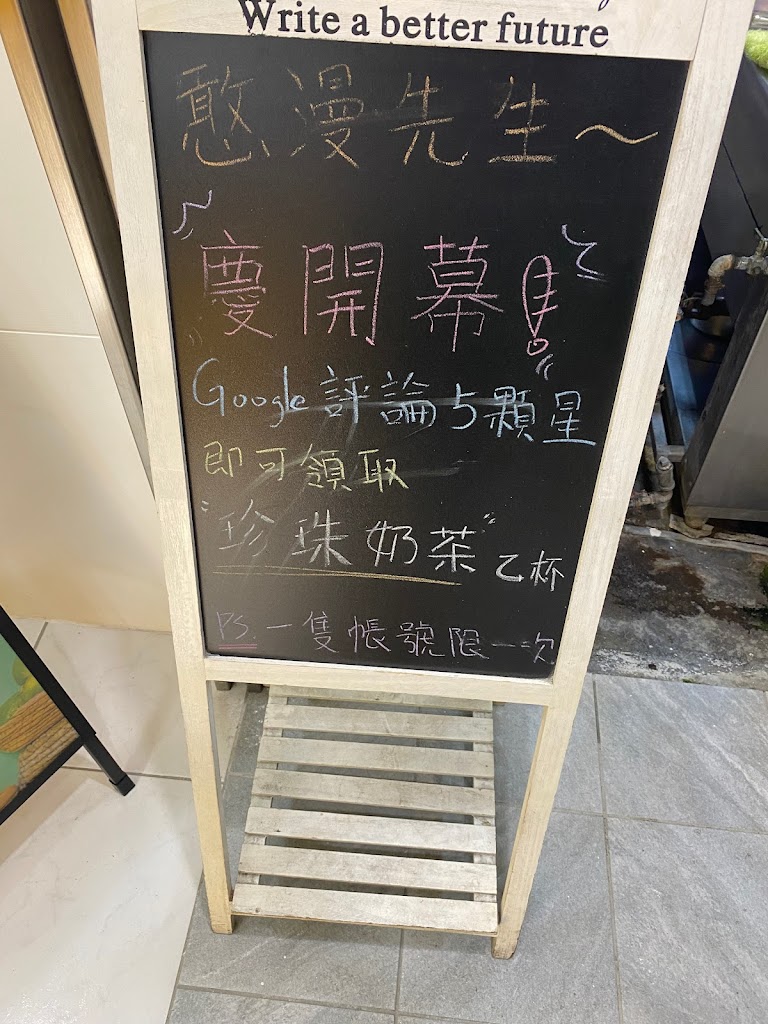 Write a better future
憨漫先生~
慶開幕!
Google評論5顆星
即可領取
"珍珠奶茶"乙杯
PS.一隻帳號限一次